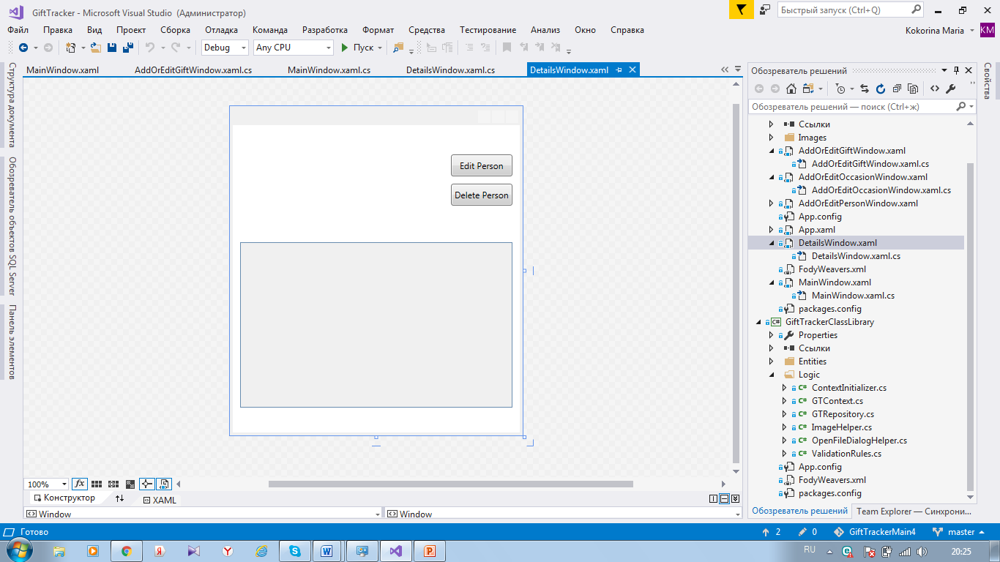 GiftTracker - Microsoft Visual Studio (Администратор)
Быстрый запуск (Ctrl+Q)
Файл Правка Вид Проект Сборка Отладка Команда Разработка Формат Средства Тестирование Анализ Окно Справка
Kokorina Maria KM
Debug Any CPU Пуск
MainWindow.xaml AddOrEditGiftWindow.xaml.cs MainWindow.xaml.cs DetailsWindow.xaml.cs DetailsWindow.xaml
Структура документа
Обозреватель объектов SQL Server
Панель элементов
Edit Person
Delete Person
100%
Конструктор
XAML
Window Window
Обозреватель решений
Обозреватель решений — поиск (Ctrl+ж)
Ссылки
Images
AddOrEditGiftWindow.xaml
AddOrEditGiftWindow.xaml.cs
AddOrEditOccasionWindow.xaml
AddOrEditOccasionWindow.xaml.cs
AddOrEditPersonWindow.xaml
App.config
App.xaml
DetailsWindow.xaml
DetailsWindow.xaml.cs
FodyWeavers.xml
MainWindow.xaml
MainWindow.xaml.cs
packages.config
C# GiftTrackerClassLibrary
Properties
Ссылки
Entities
Logic
C# ContextInitializer.cs
C# GTContext.cs
C# GTRepository.cs
C# ImageHelper.cs
C# OpenFileDialogHelper.cs
C# ValidationRules.cs
App.config
FodyWeavers.xml
packages.config
Обозреватель решений Team Explorer — Синхрони...
Свойства
Готово
2 0 GiftTrackerMain4 master
RU 20:25